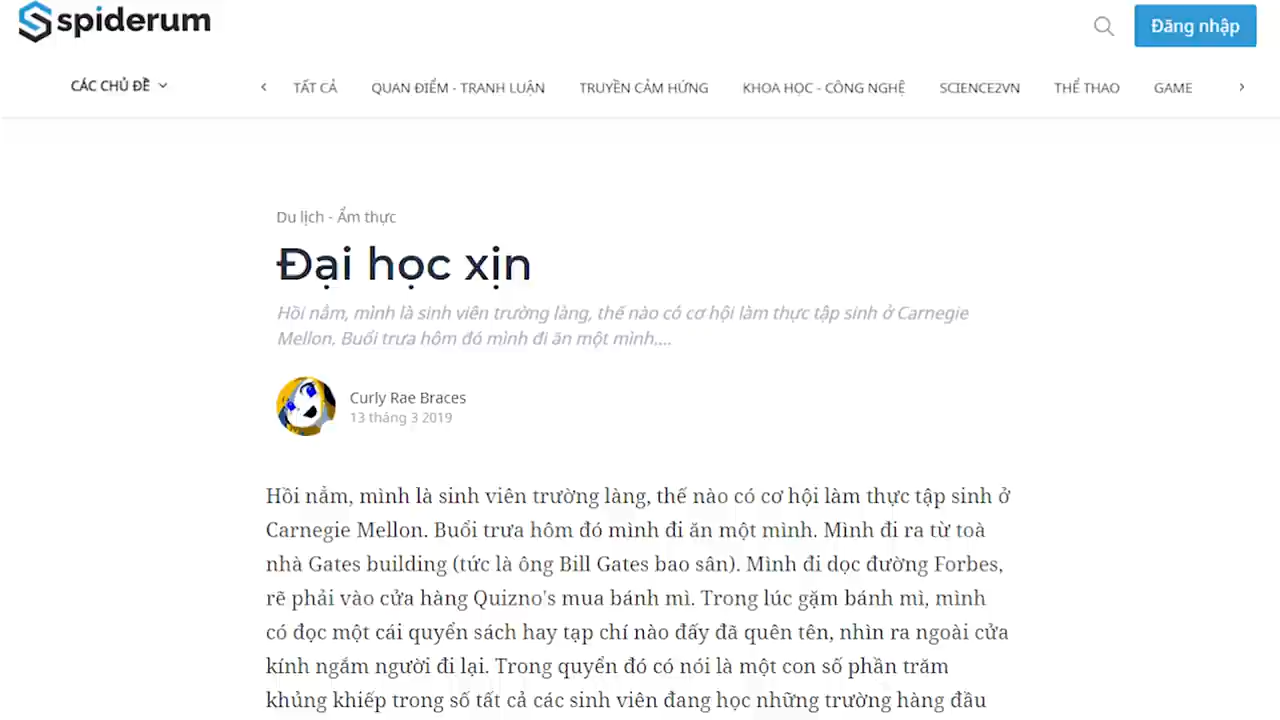 spiderum
Đăng nhập
CÁC CHỦ ĐỀ
TẤT CẢ QUAN ĐIỂM - TRANH LUẬN TRUYỀN CẢM HỨNG KHOA HỌC - CÔNG NGHỆ SCIENCE2VN THỂ THAO GAME
Du lịch - Ẩm thực
Đại học xịn
Hồi nẳm, mình là sinh viên trường làng, thế nào có cơ hội làm thực tập sinh ở Carnegie
Mellon. Buổi trưa hôm đó mình đi ăn một mình....
Curly Rae Braces
13 tháng 3 2019
Hồi nẳm, mình là sinh viên trường làng, thế nào có cơ hội làm thực tập sinh ở
Carnegie Mellon. Buổi trưa hôm đó mình đi ăn một mình. Mình đi ra từ toà
nhà Gates building (tức là ông Bill Gates bao sân). Mình đi dọc đường Forbes,
rẽ phải vào cửa hàng Quizno's mua bánh mì. Trong lúc gặm bánh mì, mình
có đọc một cái quyển sách hay tạp chí nào đấy đã quên tên, nhìn ra ngoài cửa
kính ngắm người đi lại. Trong quyển đó có nói là một con số phần trăm
khủng khiếp trong số tất cả các sinh viên đang học những trường hàng đầu